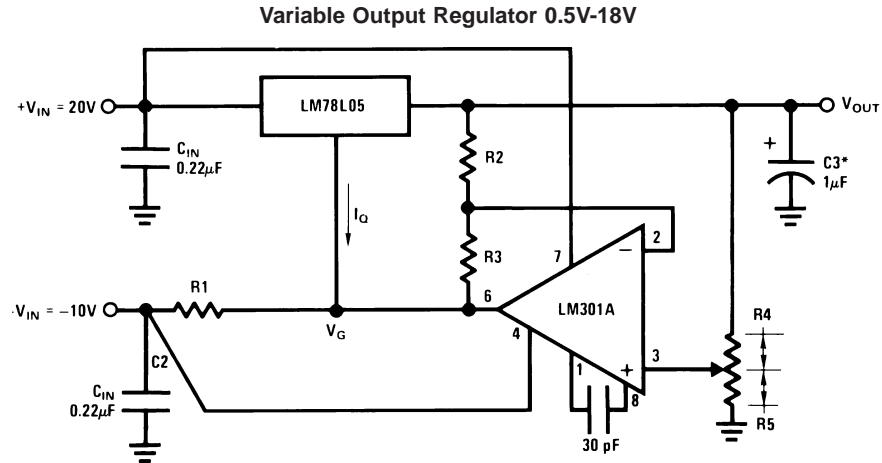 Variable Output Regulator 0.5V-18V
+VIN = 20V
LM78L05
VOUT
CIN
0.22μF
R2
+
C3*
1μF
IQ
R3
7
2
−
R1
6
-VIN = −10V
VG
LM301A
4
R4
C2
3
1
+
8
CIN
0.22μF
30 pF
R5